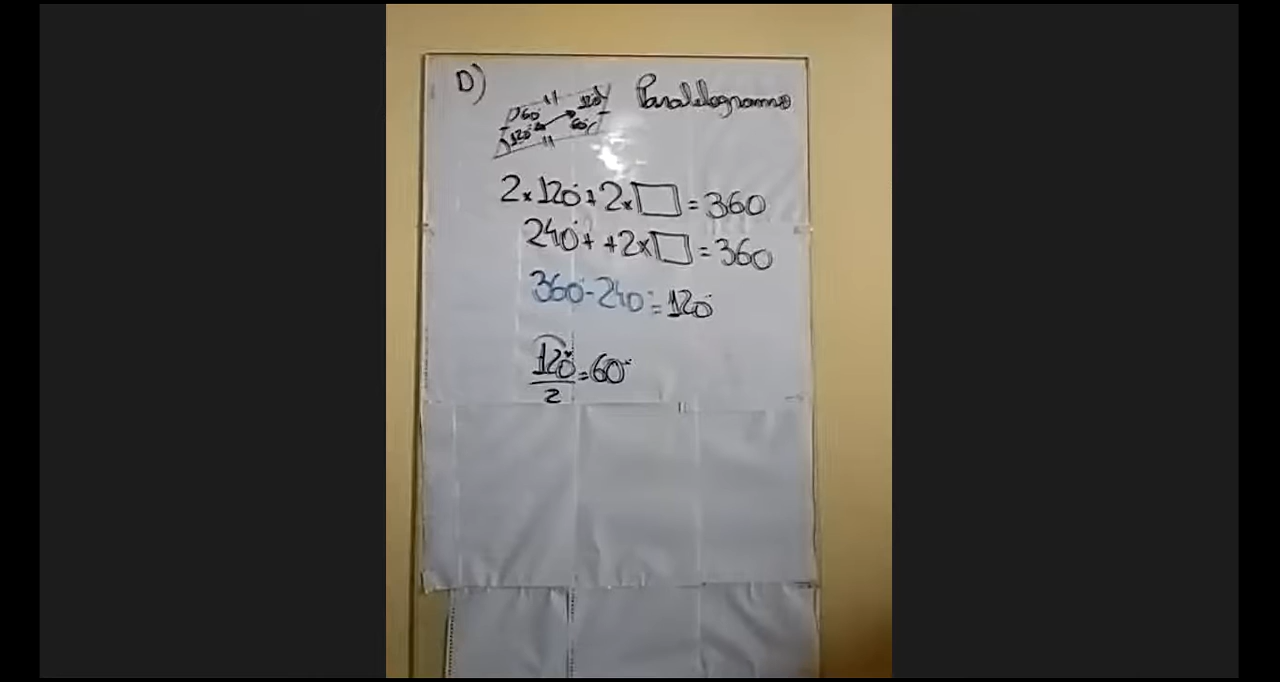 D)
Paralelogramo
60° 120°
120° 60°
2x120°+2x□=360
240°+ +2x□=360
360°-240°=120°
120°/2=60°